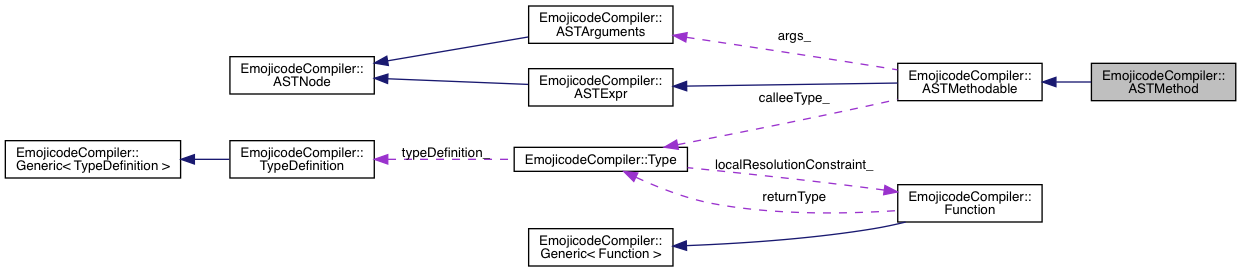 EmojicodeCompiler::
ASTArguments
args_
EmojicodeCompiler::
ASTNode
EmojicodeCompiler::
ASTExpr
EmojicodeCompiler::
ASTMethodable
EmojicodeCompiler::
ASTMethod
calleeType_
EmojicodeCompiler::
Generic< TypeDefinition >
EmojicodeCompiler::
TypeDefinition
typeDefinition_
EmojicodeCompiler::Type
localResolutionConstraint_
returnType
EmojicodeCompiler::
Function
EmojicodeCompiler::
Generic< Function >